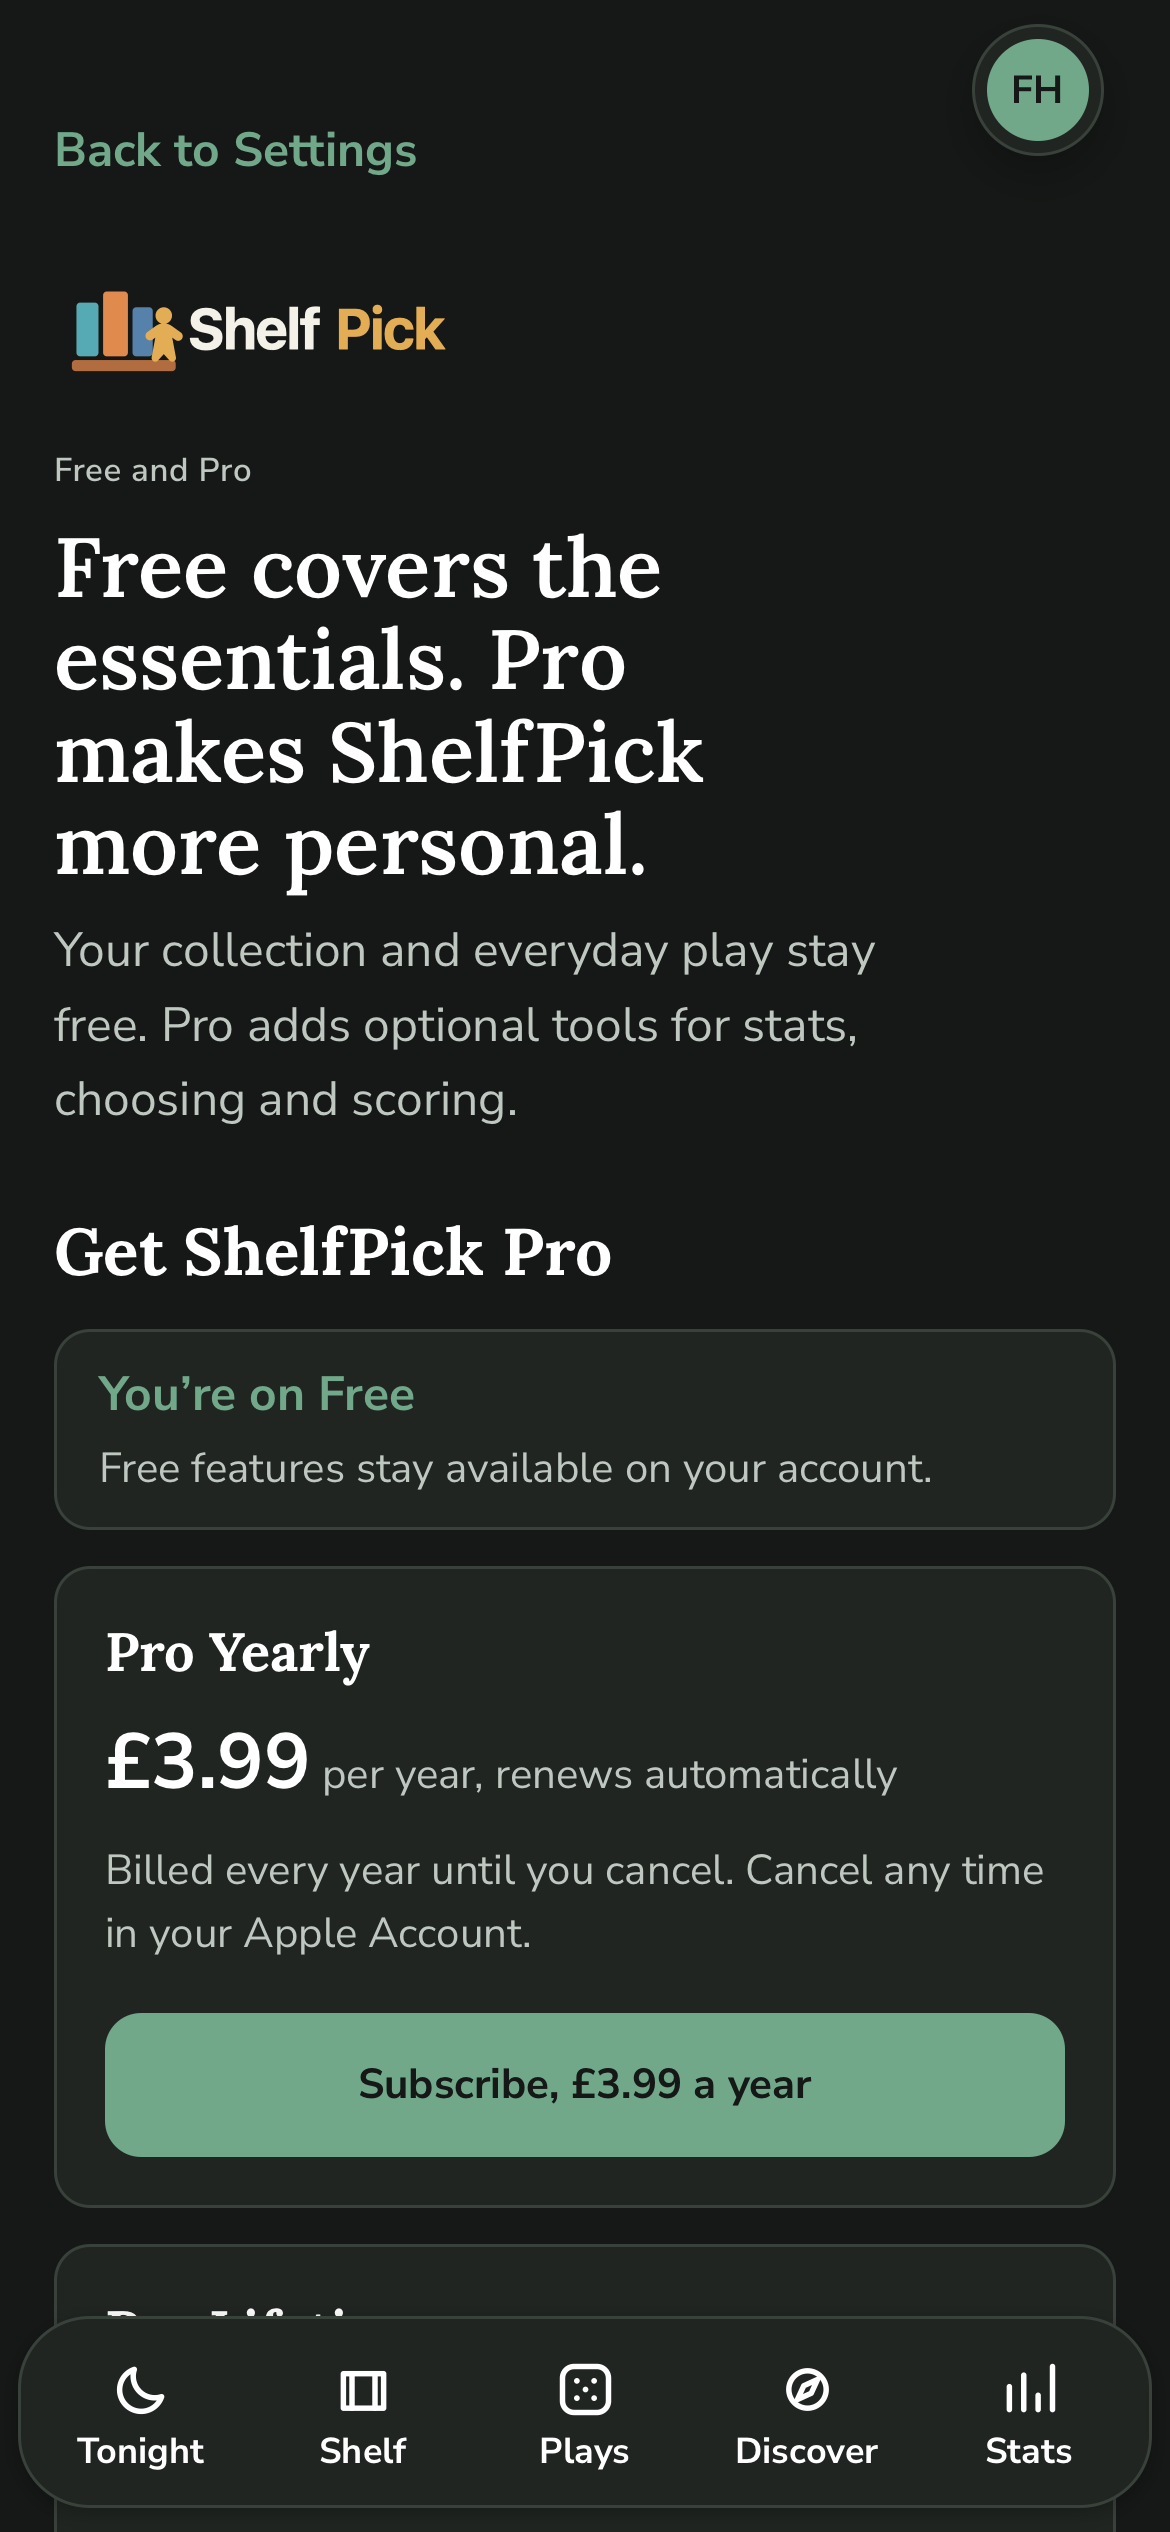 FH
Back to Settings
Shelf Pick
Free and Pro
Free covers the
essentials. Pro
makes ShelfPick
more personal.
Your collection and everyday play stay
free. Pro adds optional tools for stats,
choosing and scoring.
Get ShelfPick Pro
You’re on Free
Free features stay available on your account.
Pro Yearly
£3.99 per year, renews automatically
Billed every year until you cancel. Cancel any time
in your Apple Account.
Subscribe, £3.99 a year
Tonight
Shelf
Plays
Discover
Stats